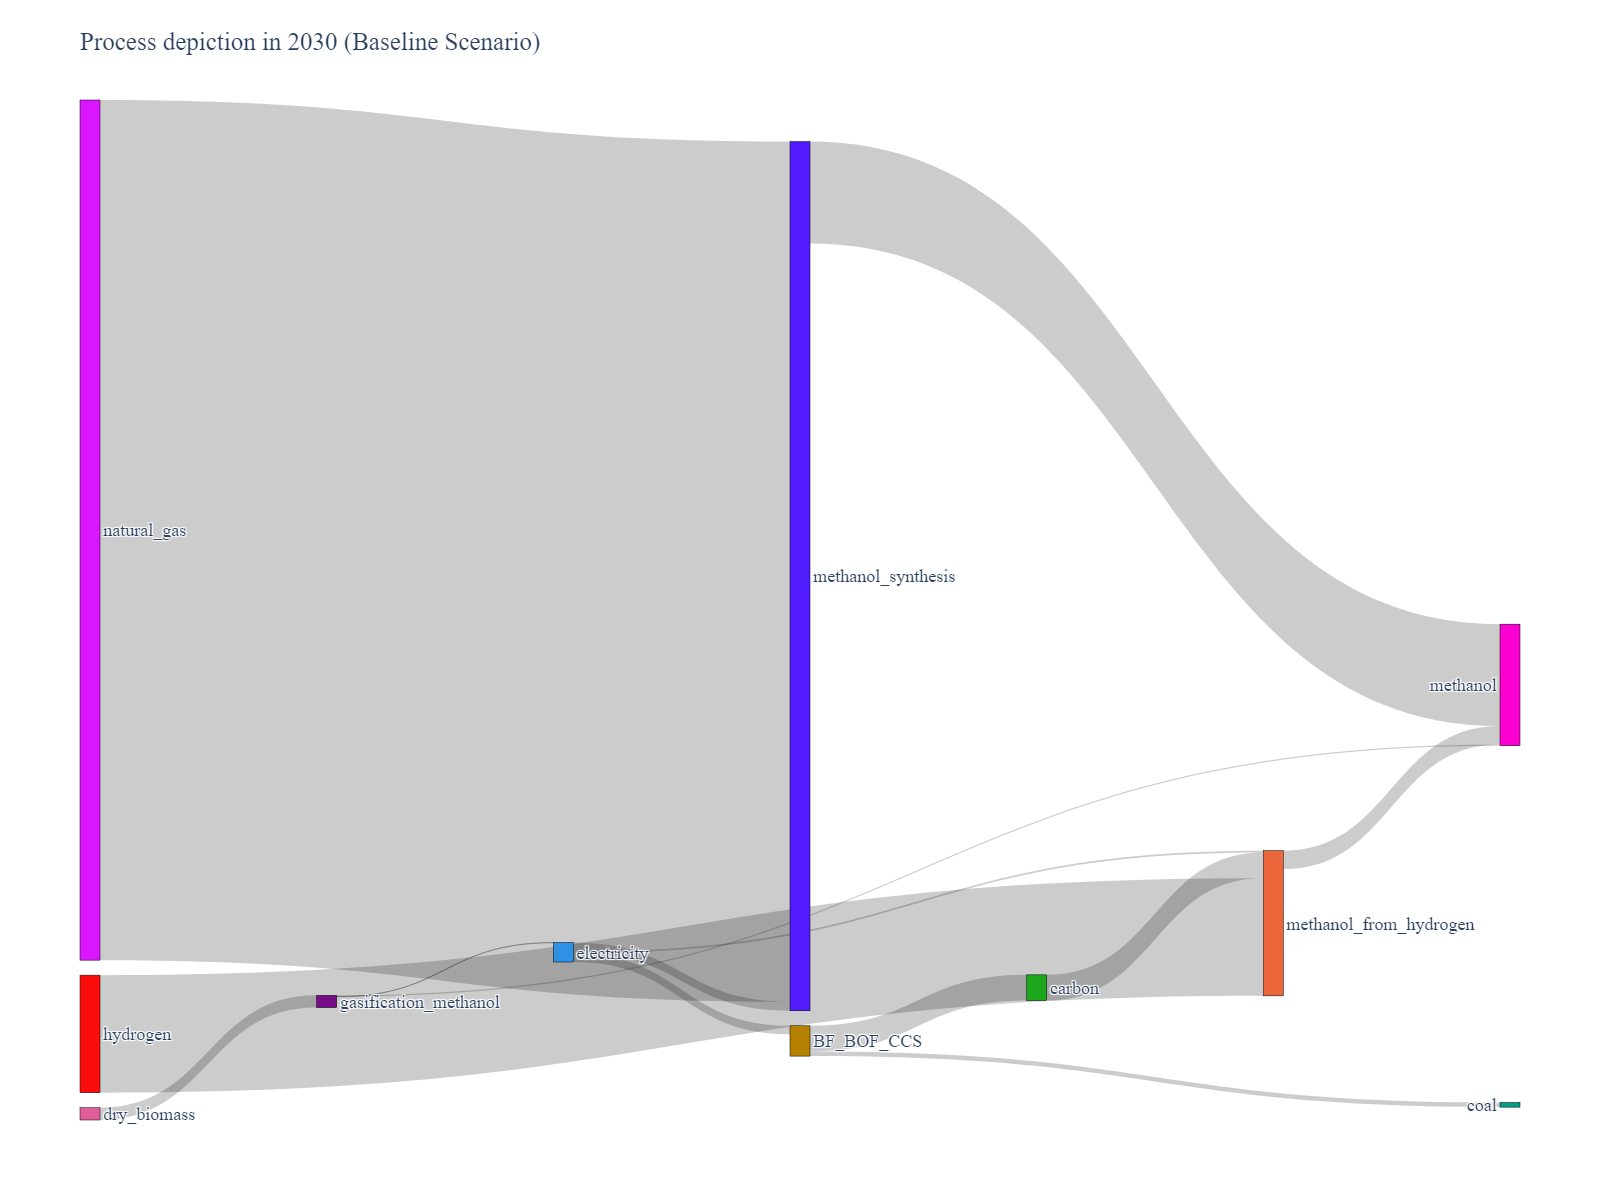 Process depiction in 2030 (Baseline Scenario)
natural_gas
methanol_synthesis
methanol
methanol_from_hydrogen
electricity
carbon
gasification_methanol
hydrogen
BF_BOF_CCS
coal
dry_biomass